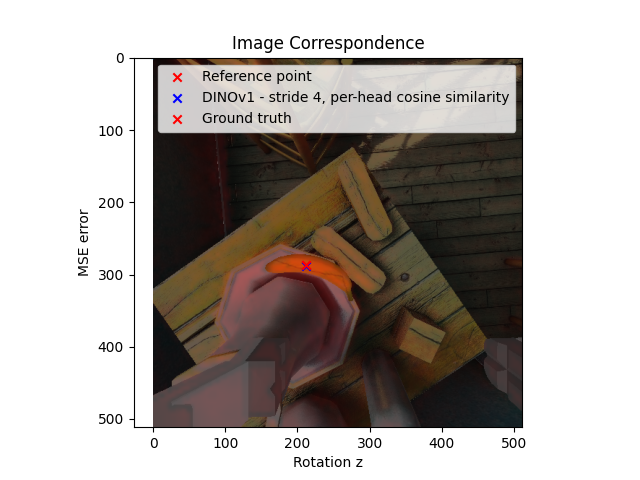 Image Correspondence
Reference point
DINOv1 - stride 4, per-head cosine similarity
Ground truth
0
100
200
300
400
500
MSE error
0
100
200
300
400
500
Rotation z